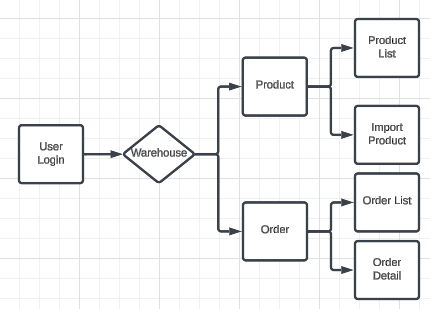 User
Login
Warehouse
Product
Order
Product
List
Import
Product
Order List
Order
Detail